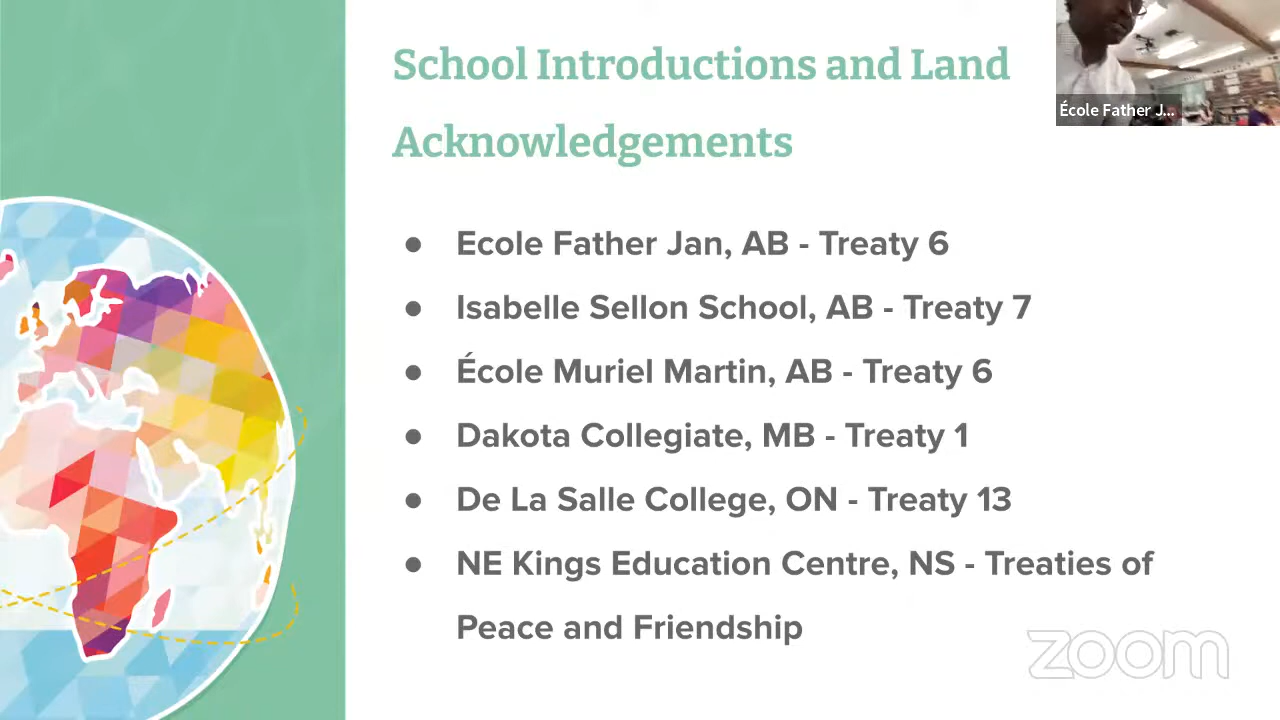 School Introductions and Land
Acknowledgements
École Father J...
● Ecole Father Jan, AB - Treaty 6
● Isabelle Sellon School, AB - Treaty 7
● École Muriel Martin, AB - Treaty 6
● Dakota Collegiate, MB - Treaty 1
● De La Salle College, ON - Treaty 13
● NE Kings Education Centre, NS - Treaties of
Peace and Friendship
zoom